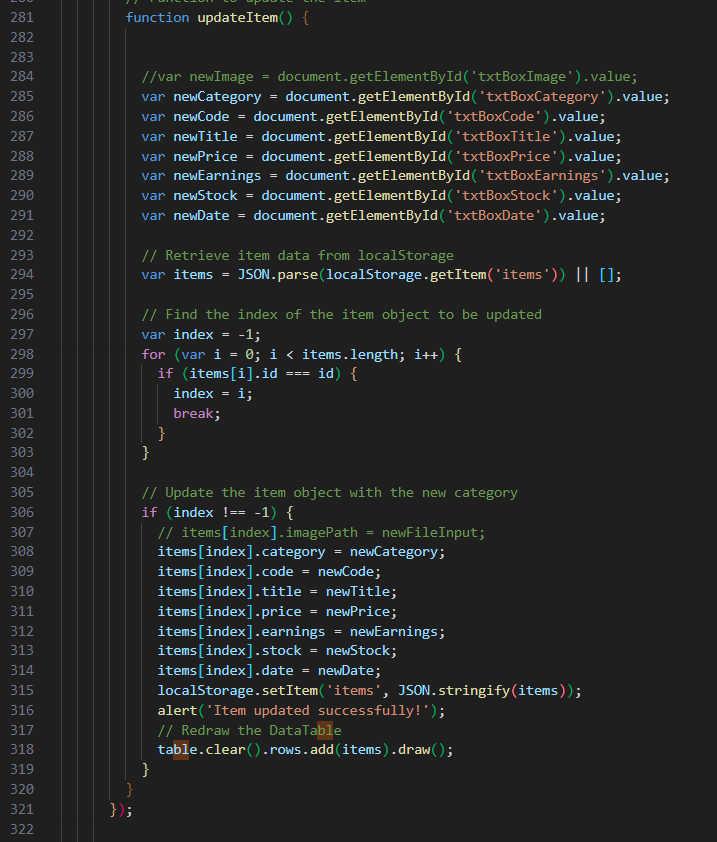 // Function to update the item
281 function updateItem() {
282
283
284 //var newImage = document.getElementById('txtBoxImage').value;
285 var newCategory = document.getElementById('txtBoxCategory').value;
286 var newCode = document.getElementById('txtBoxCode').value;
287 var newTitle = document.getElementById('txtBoxTitle').value;
288 var newPrice = document.getElementById('txtBoxPrice').value;
289 var newEarnings = document.getElementById('txtBoxEarnings').value;
290 var newStock = document.getElementById('txtBoxStock').value;
291 var newDate = document.getElementById('txtBoxDate').value;
292
293 // Retrieve item data from localStorage
294 var items = JSON.parse(localStorage.getItem('items')) || [];
295
296 // Find the index of the item object to be updated
297 var index = -1;
298 for (var i = 0; i < items.length; i++) {
299 if (items[i].id === id) {
300 index = i;
301 break;
302 }
303 }
304
305 // Update the item object with the new category
306 if (index !== -1) {
307 // items[index].imagePath = newFileInput;
308 items[index].category = newCategory;
309 items[index].code = newCode;
310 items[index].title = newTitle;
311 items[index].price = newPrice;
312 items[index].earnings = newEarnings;
313 items[index].stock = newStock;
314 items[index].date = newDate;
315 localStorage.setItem('items', JSON.stringify(items));
316 alert('Item updated successfully!');
317 // Redraw the DataTable
318 table.clear().rows.add(items).draw();
319 }
320 }
321 });
322